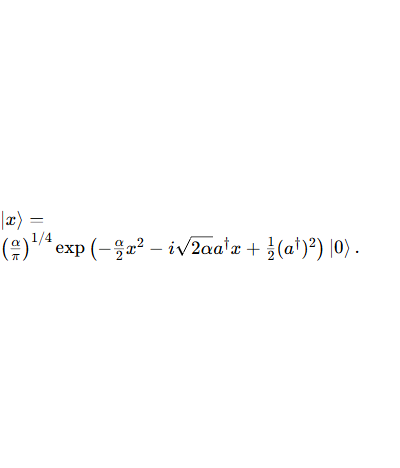 |x⟩ =
(α/π)^{1/4} exp (−α/2 x² − i√(2α)a†x + 1/2(a†)²) |0⟩ .